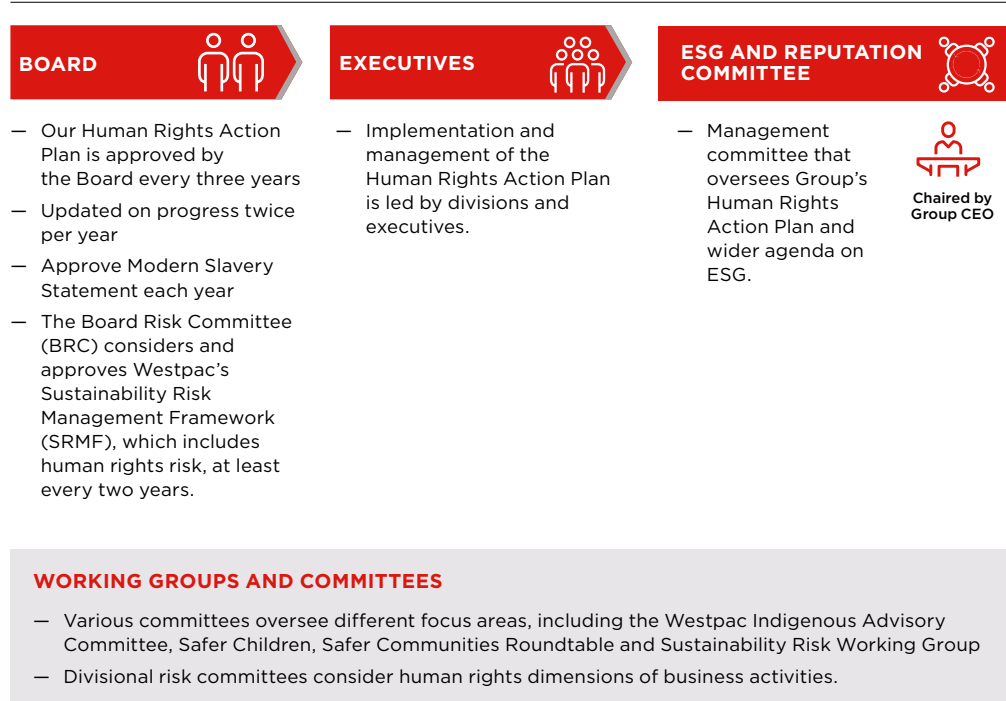 BOARD
— Our Human Rights Action
Plan is approved by
the Board every three years
— Updated on progress twice
per year
— Approve Modern Slavery
Statement each year
— The Board Risk Committee
(BRC) considers and
approves Westpac’s
Sustainability Risk
Management Framework
(SRMF), which includes
human rights risk, at least
every two years.
EXECUTIVES
— Implementation and
management of the
Human Rights Action Plan
is led by divisions and
executives.
ESG AND REPUTATION
COMMITTEE
— Management
committee that
oversees Group’s
Human Rights
Action Plan and
wider agenda on
ESG.
Chaired by
Group CEO
WORKING GROUPS AND COMMITTEES
— Various committees oversee different focus areas, including the Westpac Indigenous Advisory
Committee, Safer Children, Safer Communities Roundtable and Sustainability Risk Working Group
— Divisional risk committees consider human rights dimensions of business activities.